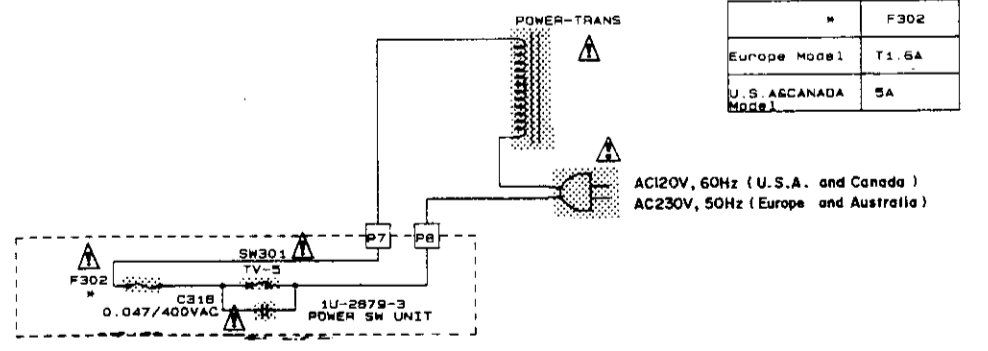 POWER-TRANS
* F302
Europe Model T1.6A
U.S.A&CANADA Model 5A
AC120V, 60Hz (U.S.A. and Canada)
AC230V, 50Hz (Europe and Australia)
P7 P8
SW301
TV-5
F302
*
C318
0.047/400VAC
1U-2879-3
POWER SW UNIT